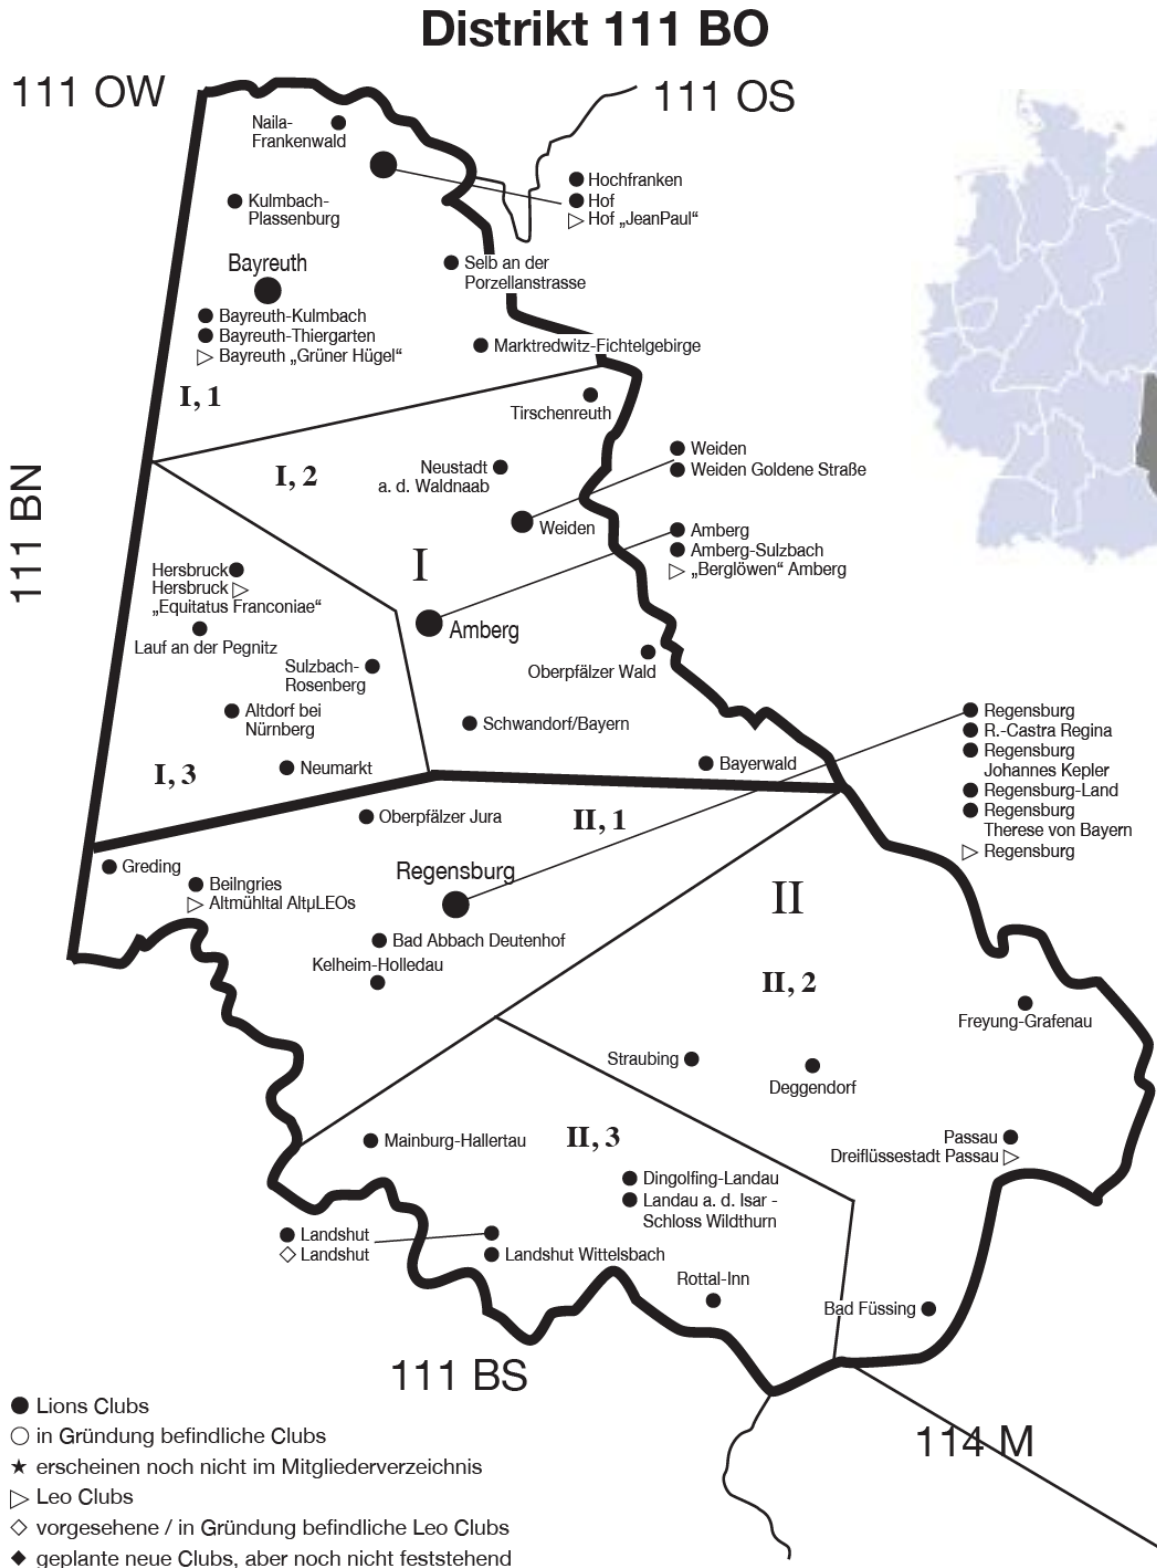 Distrikt 111 BO
111 OW
111 OS
Naila-
Frankenwald
Hochfranken
Hof
Hof „JeanPaul“
Kulmbach-
Plassenburg
Bayreuth
Selb an der
Porzellanstrasse
Bayreuth-Kulmbach
Bayreuth-Thiergarten
Bayreuth „Grüner Hügel“
Marktredwitz-Fichtelgebirge
I, 1
Tirschenreuth
111 BN
I, 2
Neustadt
a. d. Waldnaab
Weiden
Weiden Goldene Straße
Weiden
Amberg
Amberg-Sulzbach
„Berglöwen“ Amberg
I
Hersbruck
Hersbruck
„Equitatus Franconiae“
Amberg
Lauf an der Pegnitz
Sulzbach-
Rosenberg
Oberpfälzer Wald
Altdorf bei
Nürnberg
Schwandorf/Bayern
I, 3
Neumarkt
Bayerwald
Regensburg
R.-Castra Regina
Regensburg
Johannes Kepler
Regensburg-Land
Regensburg
Therese von Bayern
Regensburg
Oberpfälzer Jura
II, 1
Greding
Beilngries
Altmühltal AltµLEOs
Regensburg
II
Bad Abbach Deutenhof
Kelheim-Holledau
II, 2
Freyung-Grafenau
Straubing
Deggendorf
Mainburg-Hallertau
II, 3
Passau
Dreiflüssestadt Passau
Dingolfing-Landau
Landau a. d. Isar -
Schloss Wildthurn
Landshut
Landshut
Landshut Wittelsbach
Rottal-Inn
Bad Füssing
111 BS
114 M
Lions Clubs
in Gründung befindliche Clubs
erscheinen noch nicht im Mitgliederverzeichnis
Leo Clubs
vorgesehene / in Gründung befindliche Leo Clubs
geplante neue Clubs, aber noch nicht feststehend